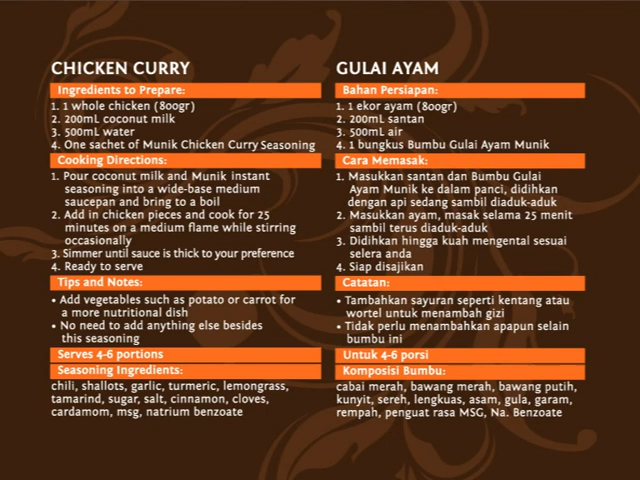 CHICKEN CURRY
Ingredients to Prepare:
1. 1 whole chicken (800gr)
2. 200mL coconut milk
3. 500mL water
4. One sachet of Munik Chicken Curry Seasoning
Cooking Directions:
1. Pour coconut milk and Munik instant
seasoning into a wide-base medium
saucepan and bring to a boil
2. Add in chicken pieces and cook for 25
minutes on a medium flame while stirring
occasionally
3. Simmer until sauce is thick to your preference
4. Ready to serve
Tips and Notes:
• Add vegetables such as potato or carrot for
a more nutritional dish
• No need to add anything else besides
this seasoning
Serves 4-6 portions
Seasoning Ingredients:
chili, shallots, garlic, turmeric, lemongrass,
tamarind, sugar, salt, cinnamon, cloves,
cardamom, msg, natrium benzoate
GULAI AYAM
Bahan Persiapan:
1. 1 ekor ayam (800gr)
2. 200mL santan
3. 500mL air
4. 1 bungkus Bumbu Gulai Ayam Munik
Cara Memasak:
1. Masukkan santan dan Bumbu Gulai
Ayam Munik ke dalam panci, didihkan
dengan api sedang sambil diaduk-aduk
2. Masukkan ayam, masak selama 25 menit
sambil terus diaduk-aduk
3. Didihkan hingga kuah mengental sesuai
selera anda
4. Siap disajikan
Catatan:
• Tambahkan sayuran seperti kentang atau
wortel untuk menambah gizi
• Tidak perlu menambahkan apapun selain
bumbu ini
Untuk 4-6 porsi
Komposisi Bumbu:
cabai merah, bawang merah, bawang putih,
kunyit, sereh, lengkuas, asam, gula, garam,
rempah, penguat rasa MSG, Na. Benzoate